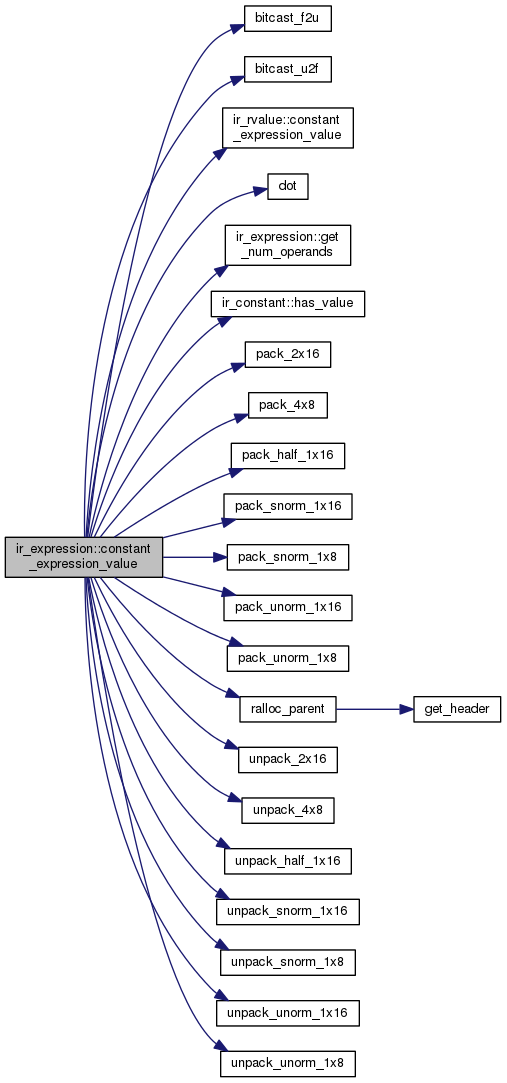 bitcast_f2u
bitcast_u2f
ir_rvalue::constant
_expression_value
dot
ir_expression::get
_num_operands
ir_constant::has_value
pack_2x16
pack_4x8
pack_half_1x16
pack_snorm_1x16
ir_expression::constant
_expression_value
pack_snorm_1x8
pack_unorm_1x16
pack_unorm_1x8
ralloc_parent
get_header
unpack_2x16
unpack_4x8
unpack_half_1x16
unpack_snorm_1x16
unpack_snorm_1x8
unpack_unorm_1x16
unpack_unorm_1x8